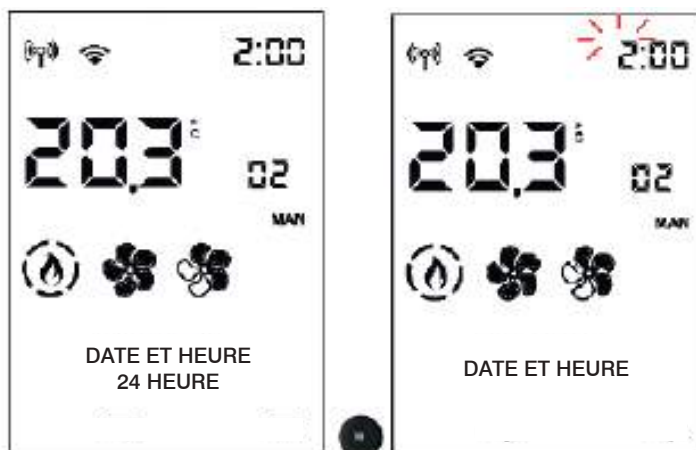 2:00
20.3
02
MAN
DATE ET HEURE
24 HEURE
2:00
20.3
02
MAN
DATE ET HEURE